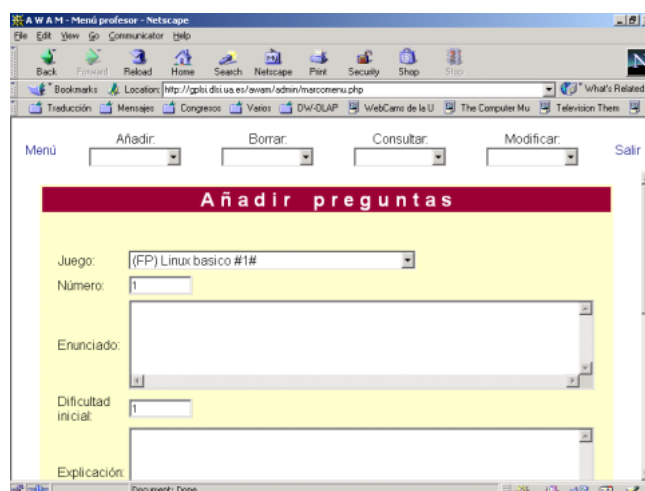 A W A M - Menú profesor - Netscape
File Edit View Go Communicator Help
Back Forward Reload Home Search Netscape Print Security Shop Stop
Bookmarks Location: http://gplsi.dlsi.ua.es/awam/admin/marcomenu.php What's Related
Traducción Mensajes Congresos Varios DW-OLAP WebCams de la U The Computer Mu Television Them
Añadir: Borrar: Consultar: Modificar:
Menú Salir
Añadir preguntas
Juego: (FP) Linux basico #1#
Número: 1
Enunciado:
Dificultad
inicial: 1
Explicación:
Document: Done